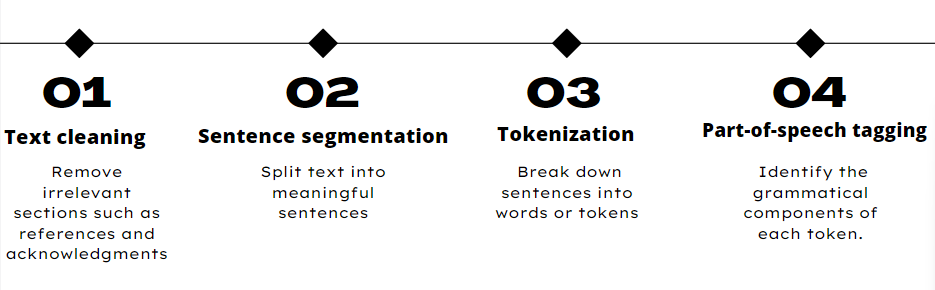 01
Text cleaning
Remove
irrelevant
sections such as
references and
acknowledgments
02
Sentence segmentation
Split text into
meaningful
sentences
03
Tokenization
Break down
sentences into
words or tokens
04
Part-of-speech tagging
Identify the
grammatical
components of
each token.